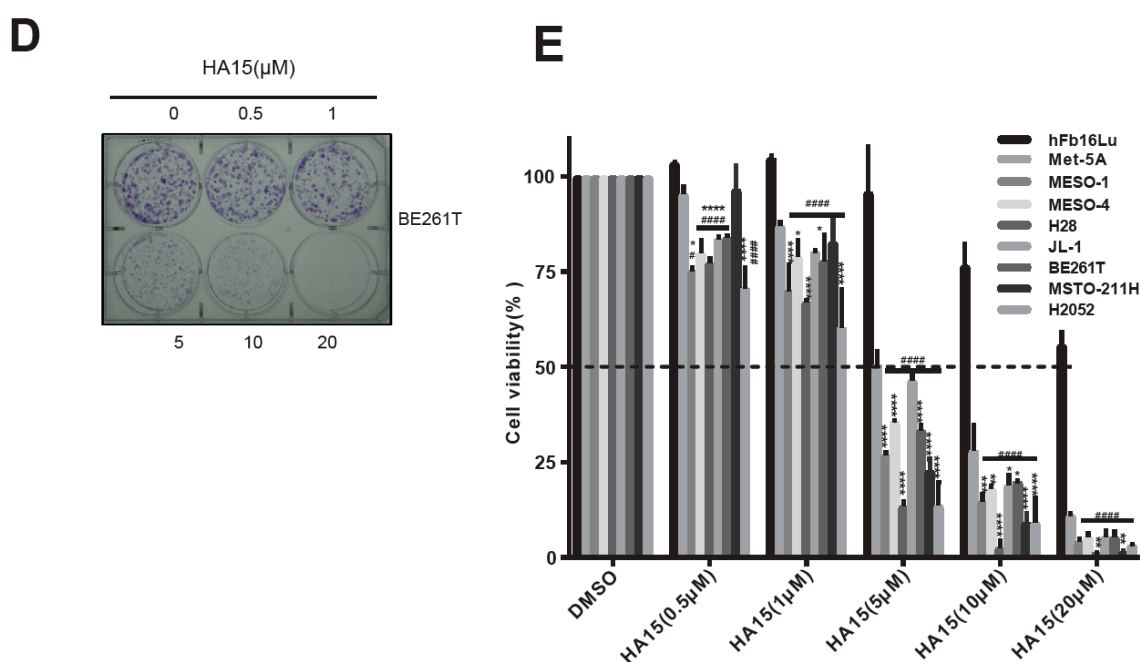 D
HA15(μM)
0 0.5 1
BE261T
5 10 20
E
hFb16Lu
Met-5A
MESO-1
MESO-4
H28
JL-1
BE261T
MSTO-211H
H2052
Cell viability(% )
100
75
50
25
0
****
####
*
#
****
####
####
****
*
****
*
****
####
****
****
****
****
****
****
####
***
**
****
*
*
****
****
####
**
**
DMSO
HA15(0.5μM)
HA15(1μM)
HA15(5μM)
HA15(10μM)
HA15(20μM)